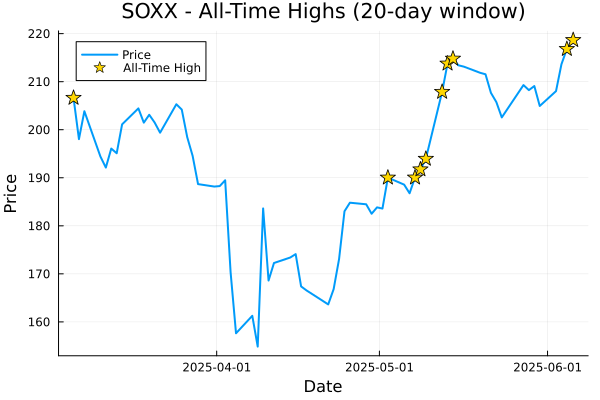 SOXX - All-Time Highs (20-day window)
220
210
200
190
180
170
160
Price
Price
All-Time High
2025-04-01
2025-05-01
2025-06-01
Date